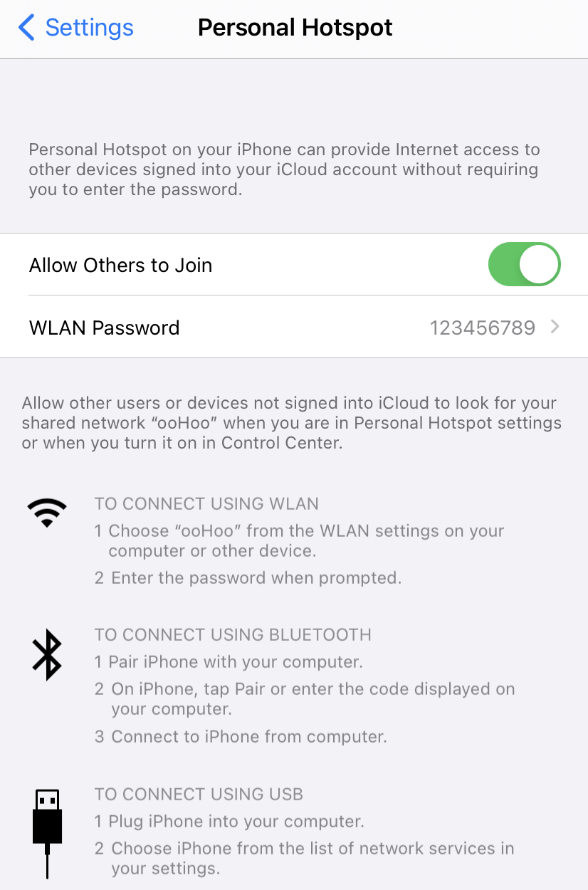 Settings
Personal Hotspot
Personal Hotspot on your iPhone can provide Internet access to
other devices signed into your iCloud account without requiring
you to enter the password.
Allow Others to Join
WLAN Password
123456789
Allow other users or devices not signed into iCloud to look for your
shared network “ooHoo” when you are in Personal Hotspot settings
or when you turn it on in Control Center.
TO CONNECT USING WLAN
1 Choose “ooHoo” from the WLAN settings on your
computer or other device.
2 Enter the password when prompted.
TO CONNECT USING BLUETOOTH
1 Pair iPhone with your computer.
2 On iPhone, tap Pair or enter the code displayed on
your computer.
3 Connect to iPhone from computer.
TO CONNECT USING USB
1 Plug iPhone into your computer.
2 Choose iPhone from the list of network services in
your settings.